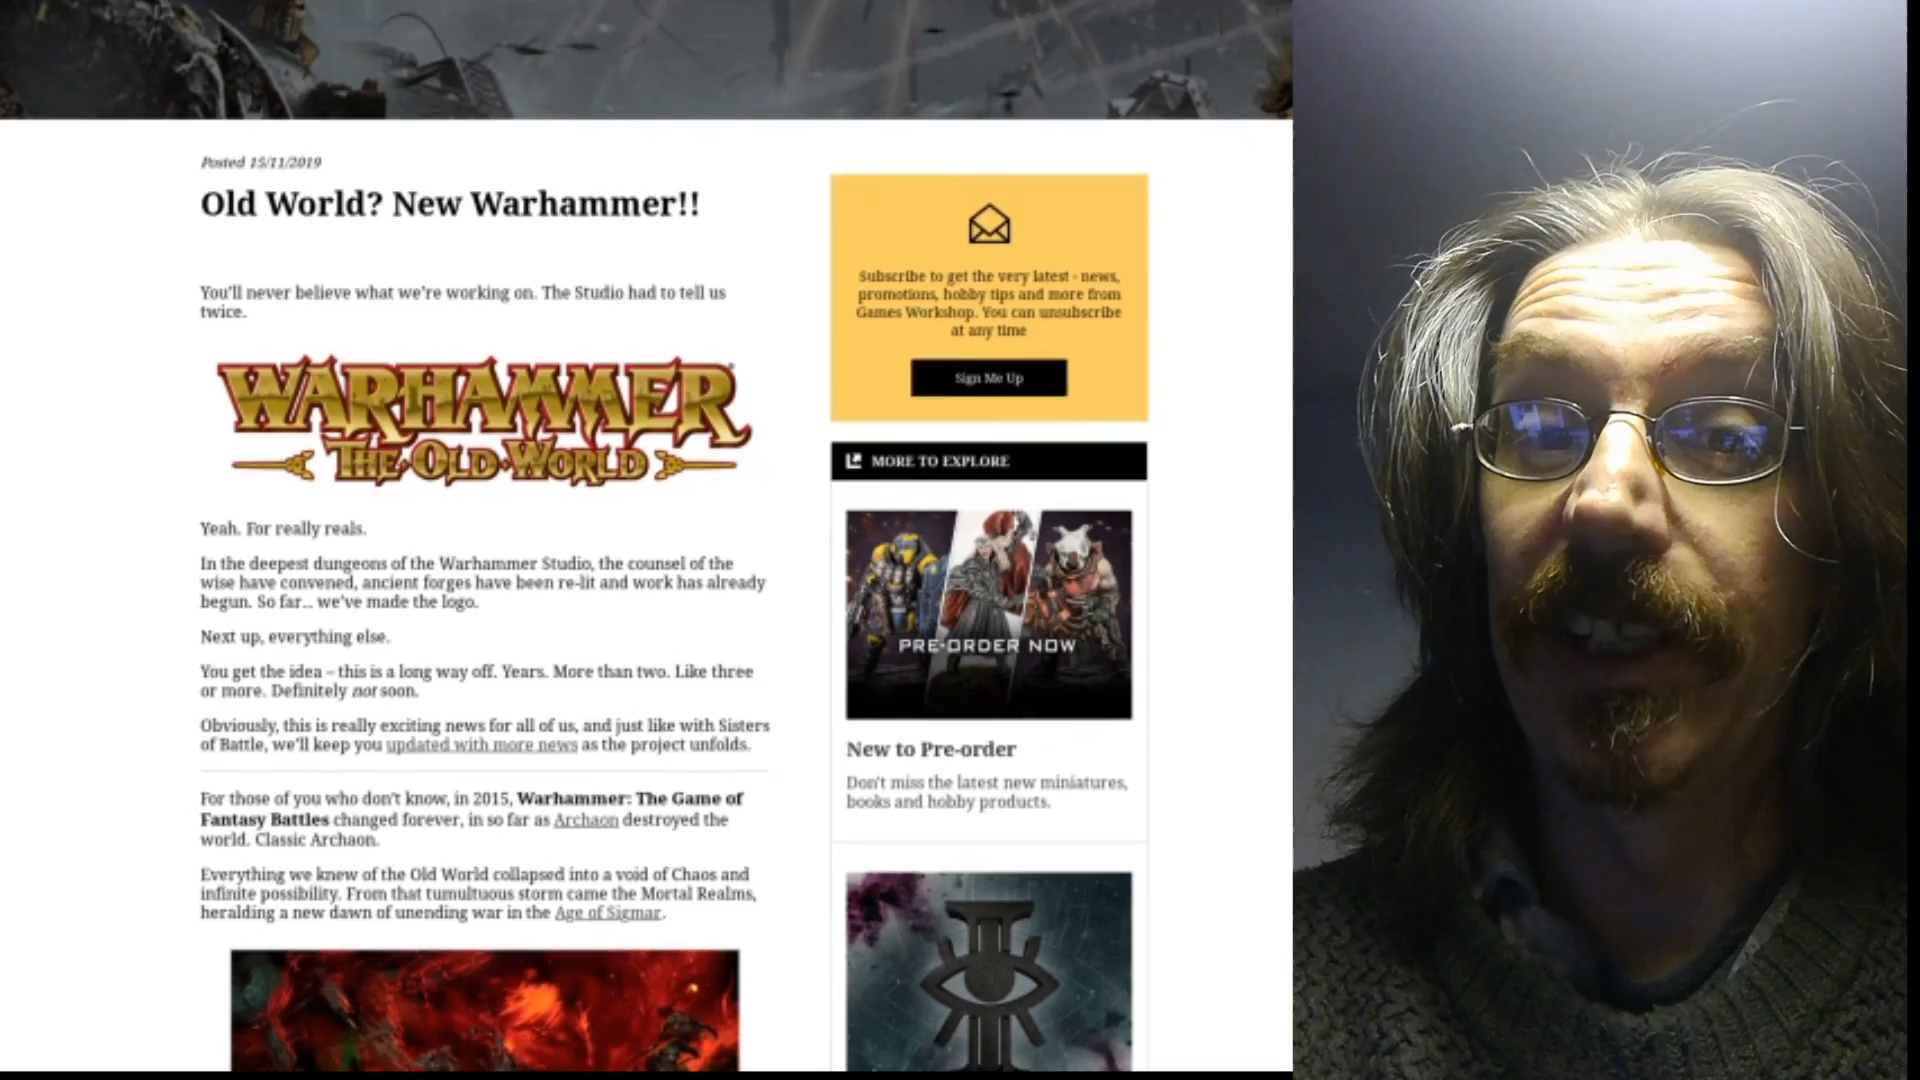 Posted 15/11/2019
Old World? New Warhammer!!
You'll never believe what we're working on. The Studio had to tell us
twice.
WARHAMMER
THE OLD WORLD
Yeah. For really reals.
In the deepest dungeons of the Warhammer Studio, the counsel of the
wise have convened, ancient forges have been re-lit and work has already
begun. So far... we've made the logo.
Next up, everything else.
You get the idea – this is a long way off. Years. More than two. Like three
or more. Definitely not soon.
Obviously, this is really exciting news for all of us, and just like with Sisters
of Battle, we'll keep you updated with more news as the project unfolds.
For those of you who don't know, in 2015, Warhammer: The Game of
Fantasy Battles changed forever, in so far as Archaon destroyed the
world. Classic Archaon.
Everything we knew of the Old World collapsed into a void of Chaos and
infinite possibility. From that tumultuous storm came the Mortal Realms,
heralding a new dawn of unending war in the Age of Sigmar.
Subscribe to get the very latest - news,
promotions, hobby tips and more from
Games Workshop. You can unsubscribe
at any time
Sign Me Up
MORE TO EXPLORE
PRE-ORDER NOW
New to Pre-order
Don't miss the latest new miniatures,
books and hobby products.